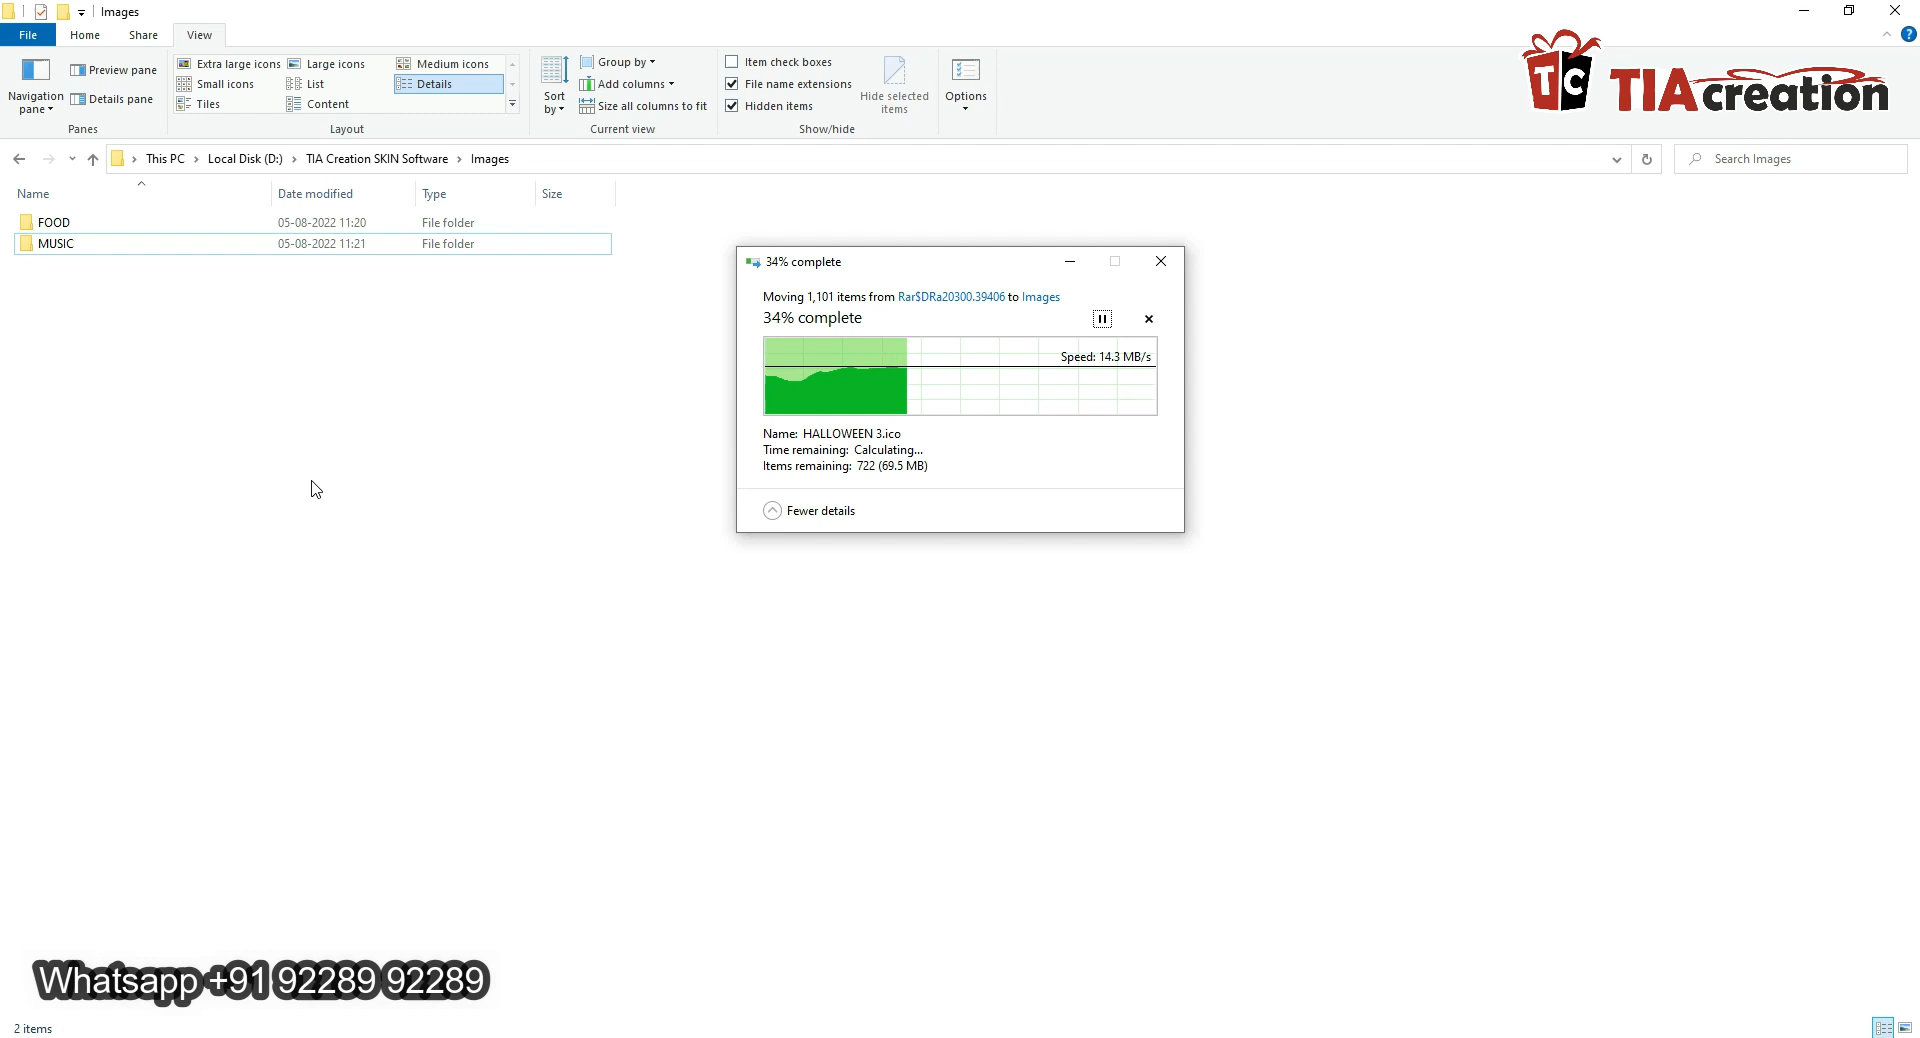 Images
File Home Share View
Navigation pane
Preview pane
Details pane
Panes
Extra large icons Large icons Medium icons
Small icons List Details
Tiles Content
Layout
Sort by
Group by
Add columns
Size all columns to fit
Current view
Item check boxes
File name extensions
Hidden items
Hide selected items
Show/hide
Options
TC TIAcreation
This PC Local Disk (D:) TIA Creation SKIN Software Images
Search Images
Name Date modified Type Size
FOOD 05-08-2022 11:20 File folder
MUSIC 05-08-2022 11:21 File folder
34% complete
Moving 1,101 items from Rar$DRa20300.39406 to Images
34% complete
Speed: 14.3 MB/s
Name: HALLOWEEN 3.ico
Time remaining: Calculating...
Items remaining: 722 (69.5 MB)
Fewer details
Whatsapp +91 92289 92289
2 items